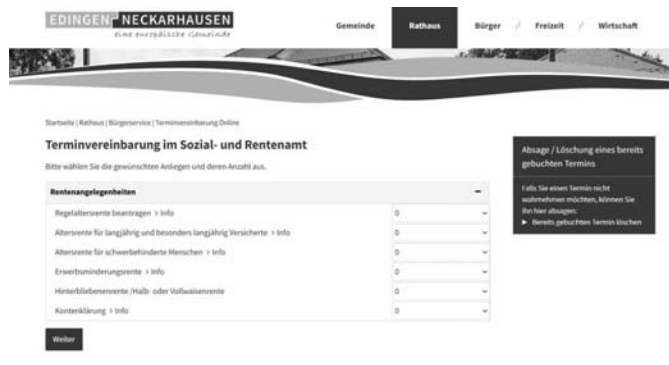 EDINGEN NECKARHAUSEN
eine europäische Gemeinde
Gemeinde Rathaus Bürger / Freizeit / Wirtschaft
Startseite | Rathaus | Bürgerservice | Terminvereinbarung Online
Terminvereinbarung im Sozial- und Rentenamt
Bitte wählen Sie die gewünschten Anliegen und deren Anzahl aus.
Rentenangelegenheiten −
Regelaltersrente beantragen > Info 0
Altersrente für langjährig und besonders langjährig Versicherte > Info 0
Altersrente für schwerbehinderte Menschen > Info 0
Erwerbsminderungsrente > Info 0
Hinterbliebenenrente /Halb- oder Vollwaisenrente 0
Kontenklärung > Info 0
Weiter
Absage / Löschung eines bereits
gebuchten Termins
Falls Sie einen Termin nicht
wahrnehmen möchten, können Sie
ihn hier absagen:
► Bereits gebuchten Termin löschen